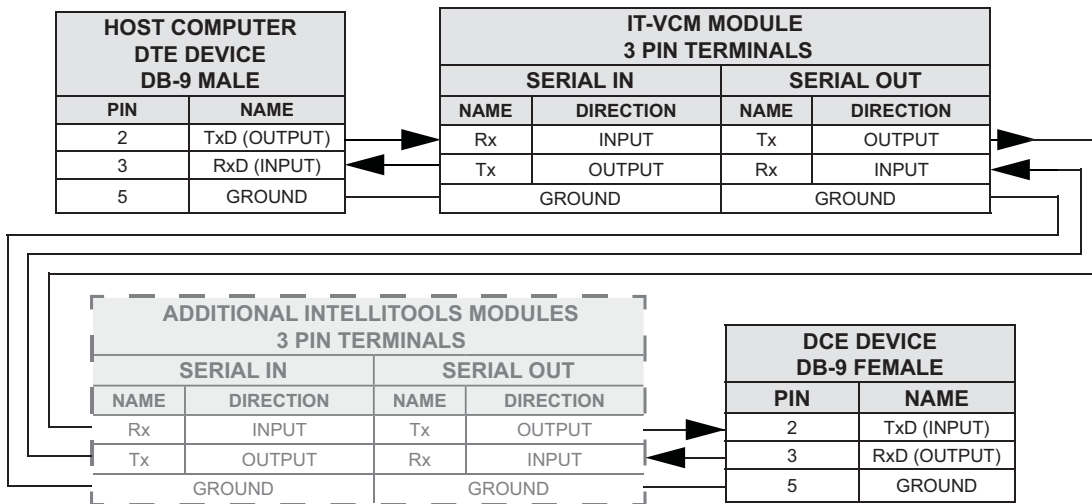 HOST COMPUTER
DTE DEVICE
DB-9 MALE
PIN NAME
2 TxD (OUTPUT)
3 RxD (INPUT)
5 GROUND
IT-VCM MODULE
3 PIN TERMINALS
SERIAL IN SERIAL OUT
NAME DIRECTION NAME DIRECTION
Rx INPUT Tx OUTPUT
Tx OUTPUT Rx INPUT
GROUND GROUND
ADDITIONAL INTELLITOOLS MODULES
3 PIN TERMINALS
SERIAL IN SERIAL OUT
NAME DIRECTION NAME DIRECTION
Rx INPUT Tx OUTPUT
Tx OUTPUT Rx INPUT
GROUND GROUND
DCE DEVICE
DB-9 FEMALE
PIN NAME
2 TxD (INPUT)
3 RxD (OUTPUT)
5 GROUND